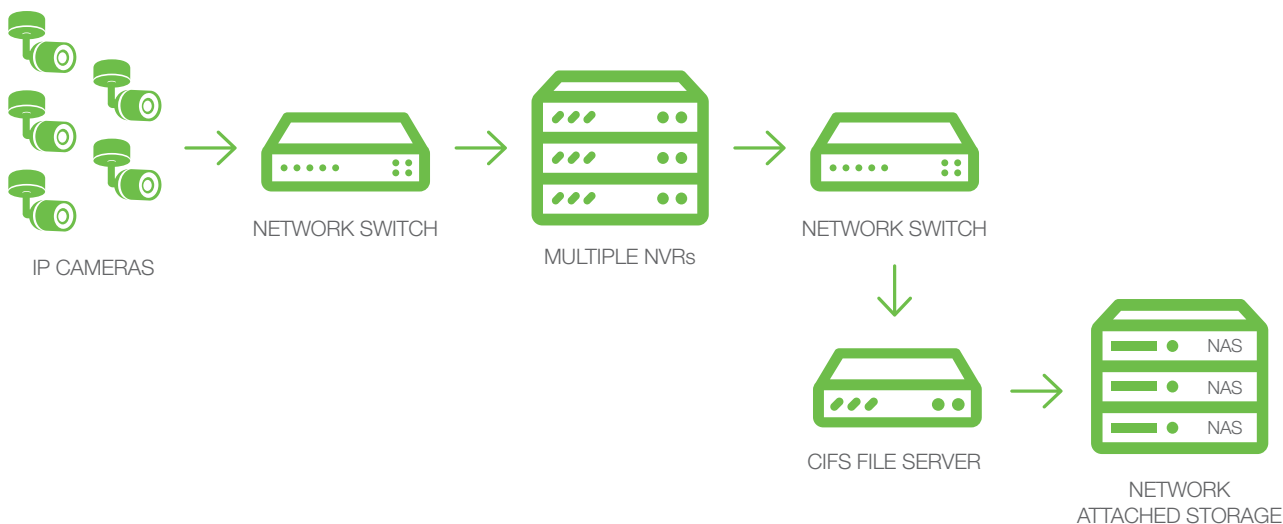 IP CAMERAS
NETWORK SWITCH
MULTIPLE NVRs
NETWORK SWITCH
CIFS FILE SERVER
NAS
NAS
NAS
NETWORK
ATTACHED STORAGE